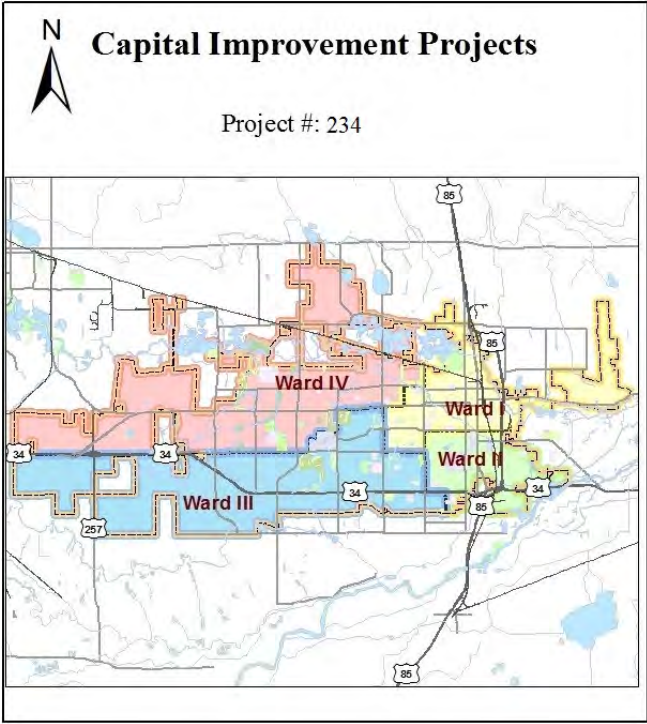 N
Capital Improvement Projects
Project #: 234
85
85
Ward IV
Ward I
34
34
Ward II
34
34
Ward III
85
257
85